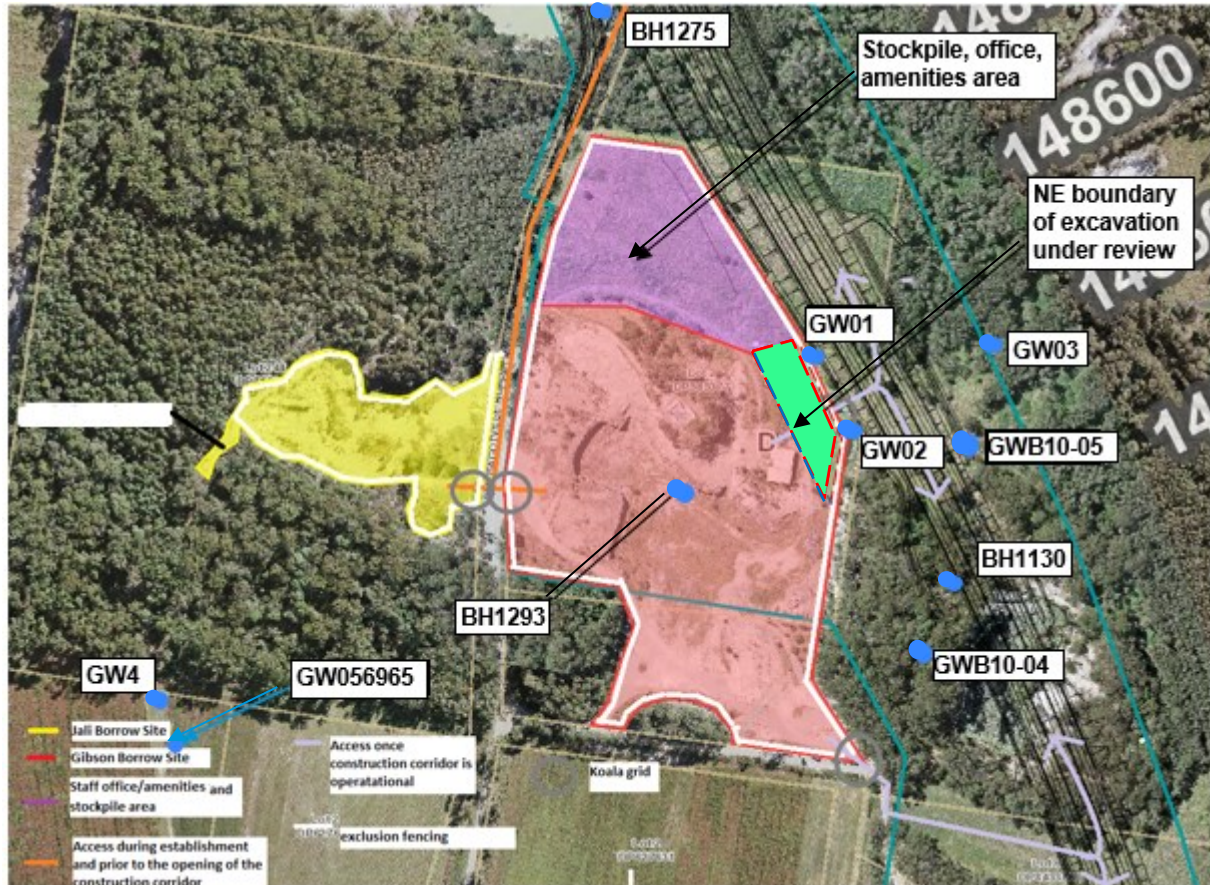 BH1275
Stockpile, office,
amenities area
148600
NE boundary
of excavation
under review
GW01
GW03
D
GW02
GWB10-05
BH1130
BH1293
GWB10-04
GW4
GW056965
Jali Borrow Site
Gibson Borrow Site
Staff office/amenities and
stockpile area
Access during establishment
and prior to the opening of the
construction corridor
Access once
construction corridor is
operatational
exclusion fencing
Koala grid